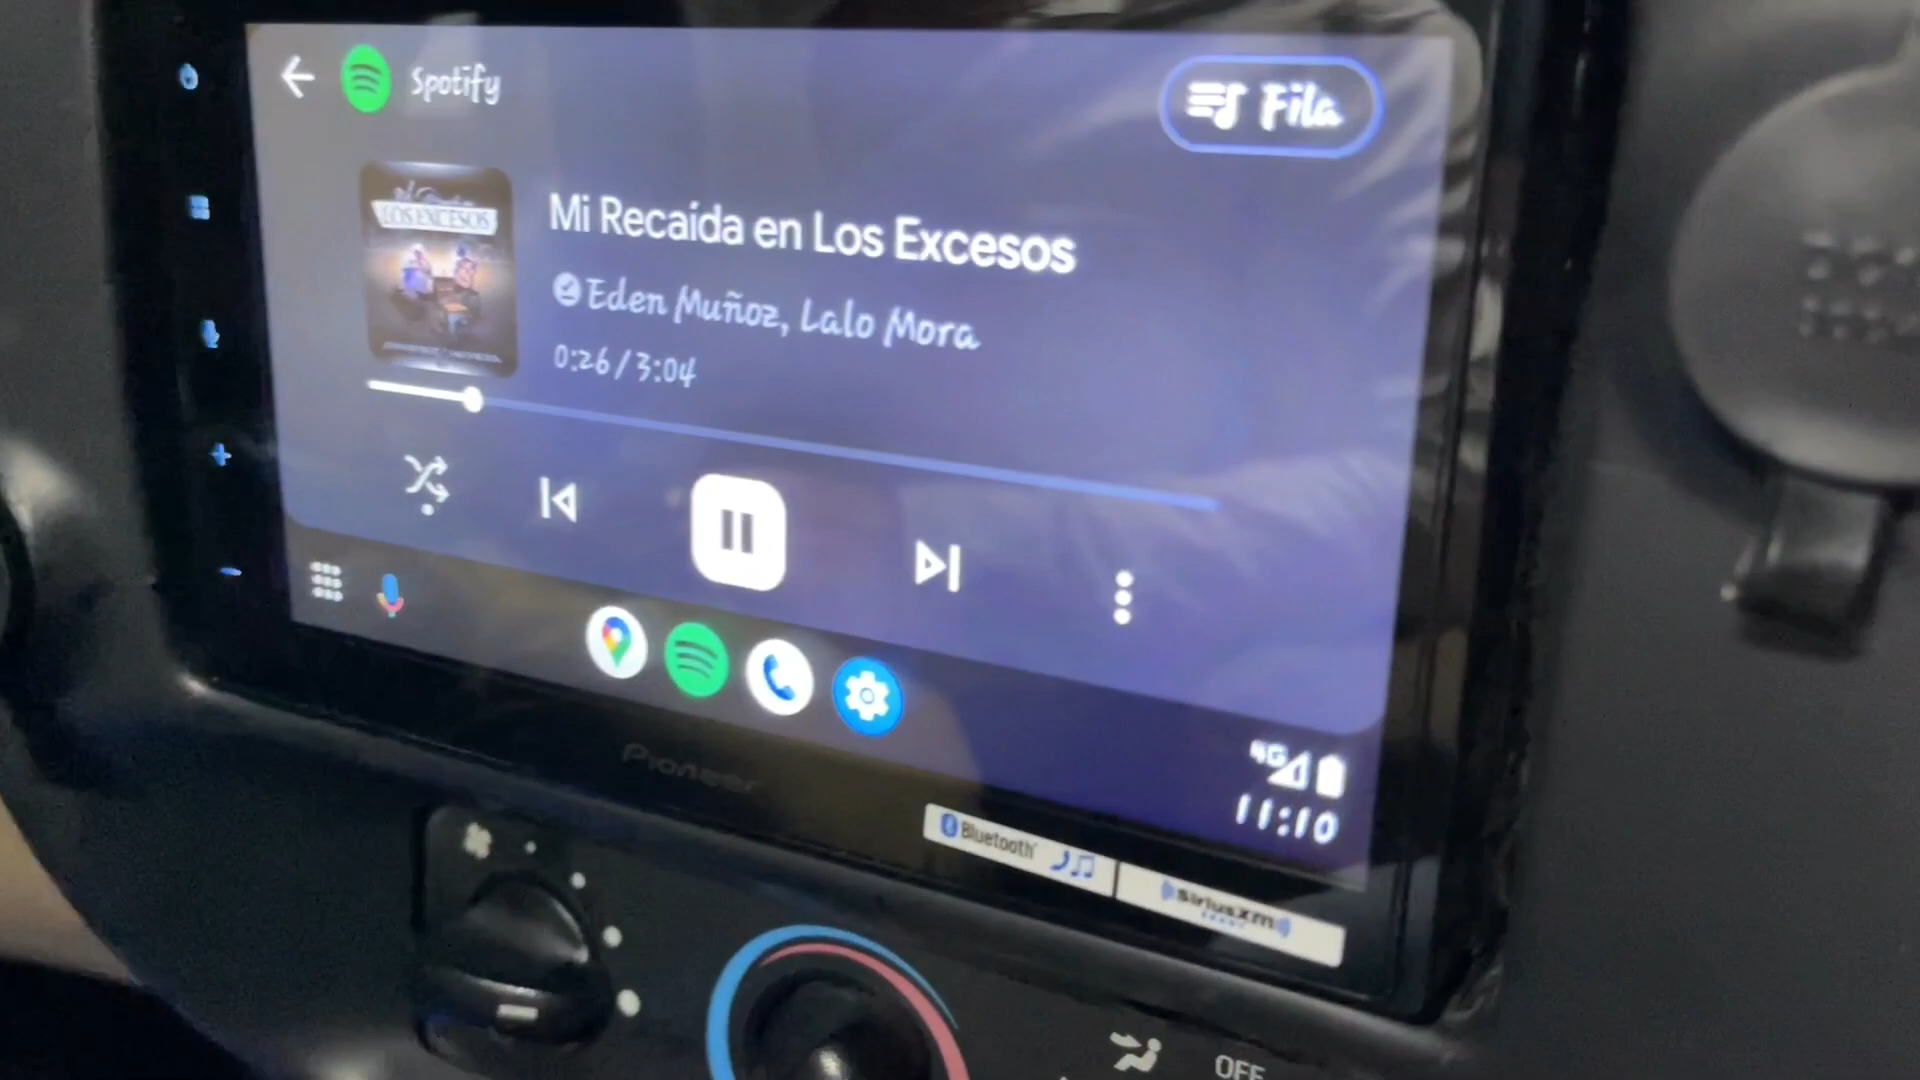 Spotify
Fila
LOS EXCESOS
Mi Recaída en Los Excesos
Eden Muñoz, Lalo Mora
0:26 / 3:04
4G
11:10
Pioneer
Bluetooth
siriusxm
OFF